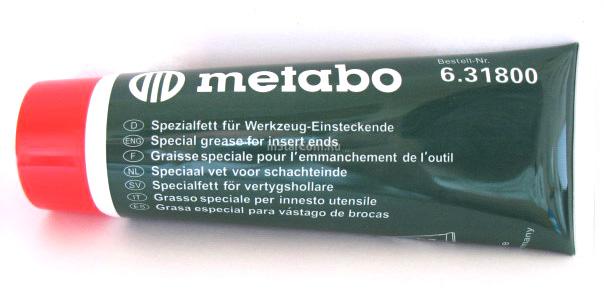 metabo
Bestell-Nr.
6.31800
D Spezialfett für Werkzeug-Einsteckende
ENG Special grease for insert ends
F Graisse speciale pour l'emmanchement de l'outil
NL Speciaal vet voor schachteinde
SV Specialfett för vertygshollare
IT Grasso speciale per innesto utensile
ES Grasa especial para vástago de brocas